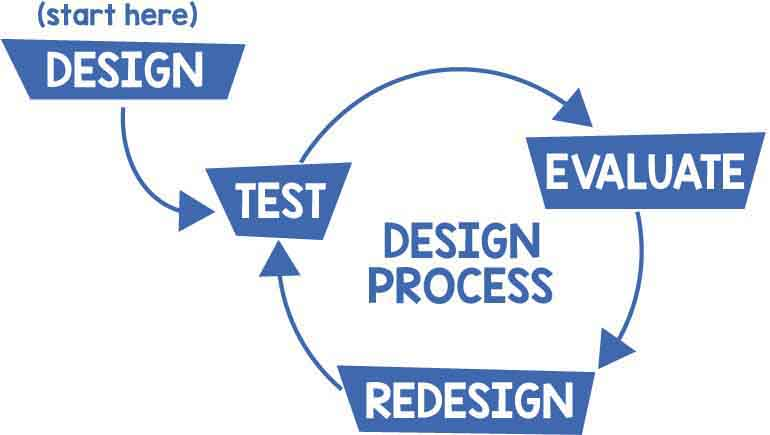 (start here)
DESIGN
TEST
EVALUATE
DESIGN
PROCESS
REDESIGN